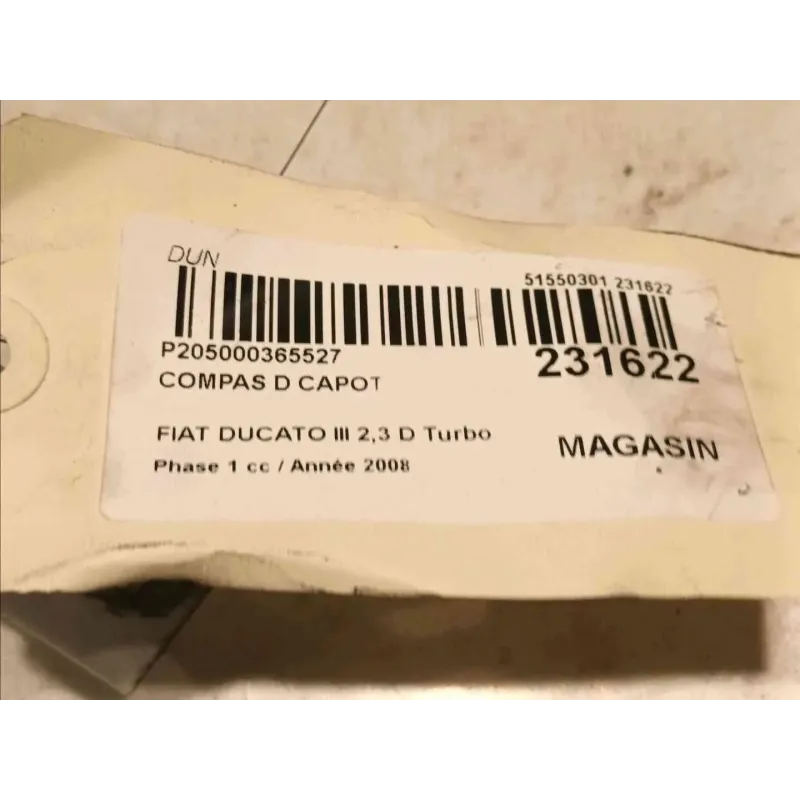 DUN
51550301 231622
P205000365527
231622
COMPAS D CAPOT
FIAT DUCATO III 2,3 D Turbo
MAGASIN
Phase 1 cc / Année 2008